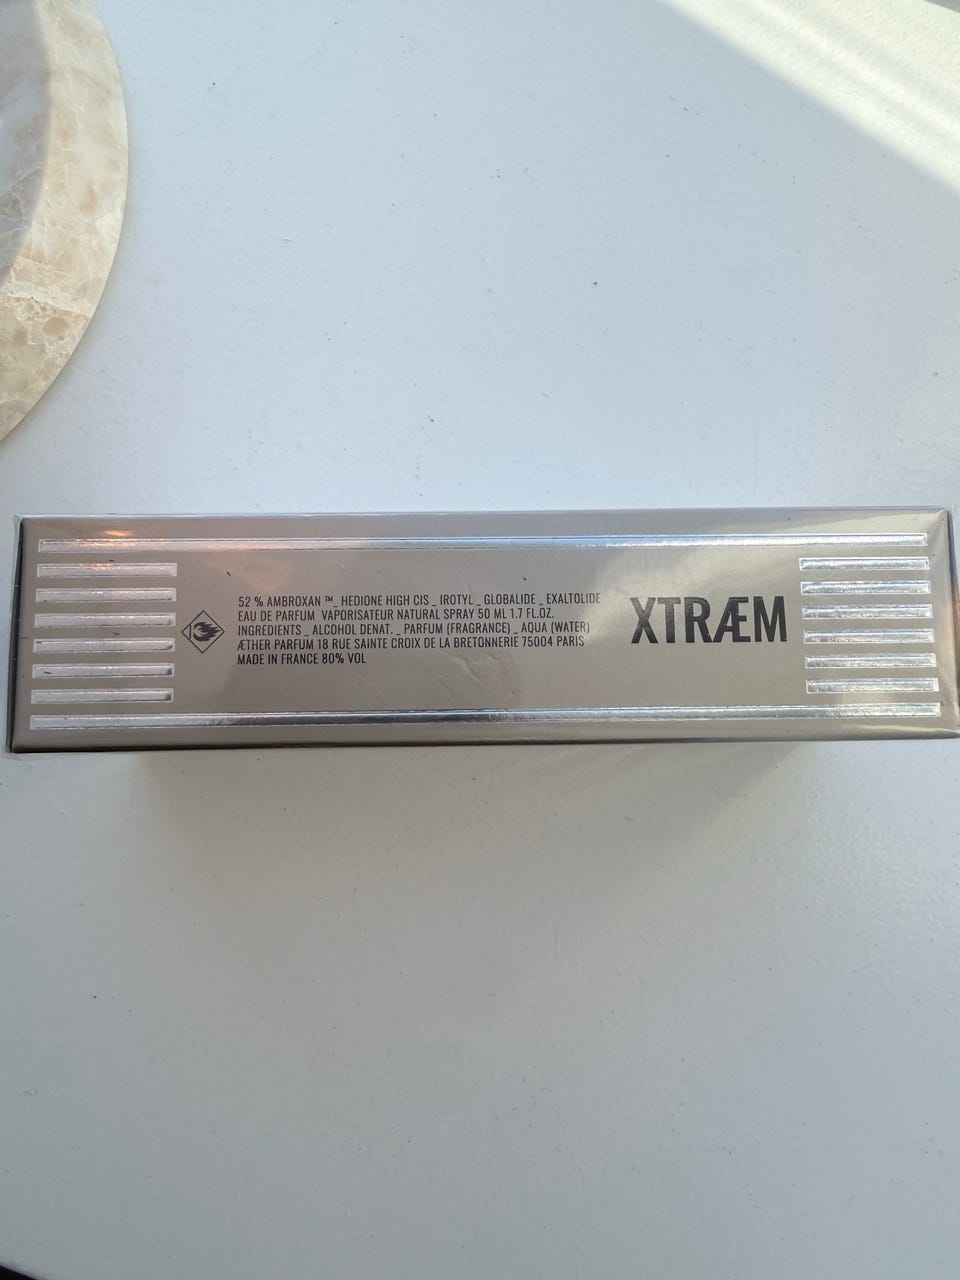 52 % AMBROXAN ™_ HEDIONE HIGH CIS _ IROTYL _ GLOBALIDE _ EXALTOLIDE
EAU DE PARFUM VAPORISATEUR NATURAL SPRAY 50 ML 1.7 FL.OZ.
INGREDIENTS _ ALCOHOL DENAT. _ PARFUM (FRAGRANCE) _ AQUA (WATER)
ÆTHER PARFUM 18 RUE SAINTE CROIX DE LA BRETONNERIE 75004 PARIS
MADE IN FRANCE 80% VOL
XTRÆM